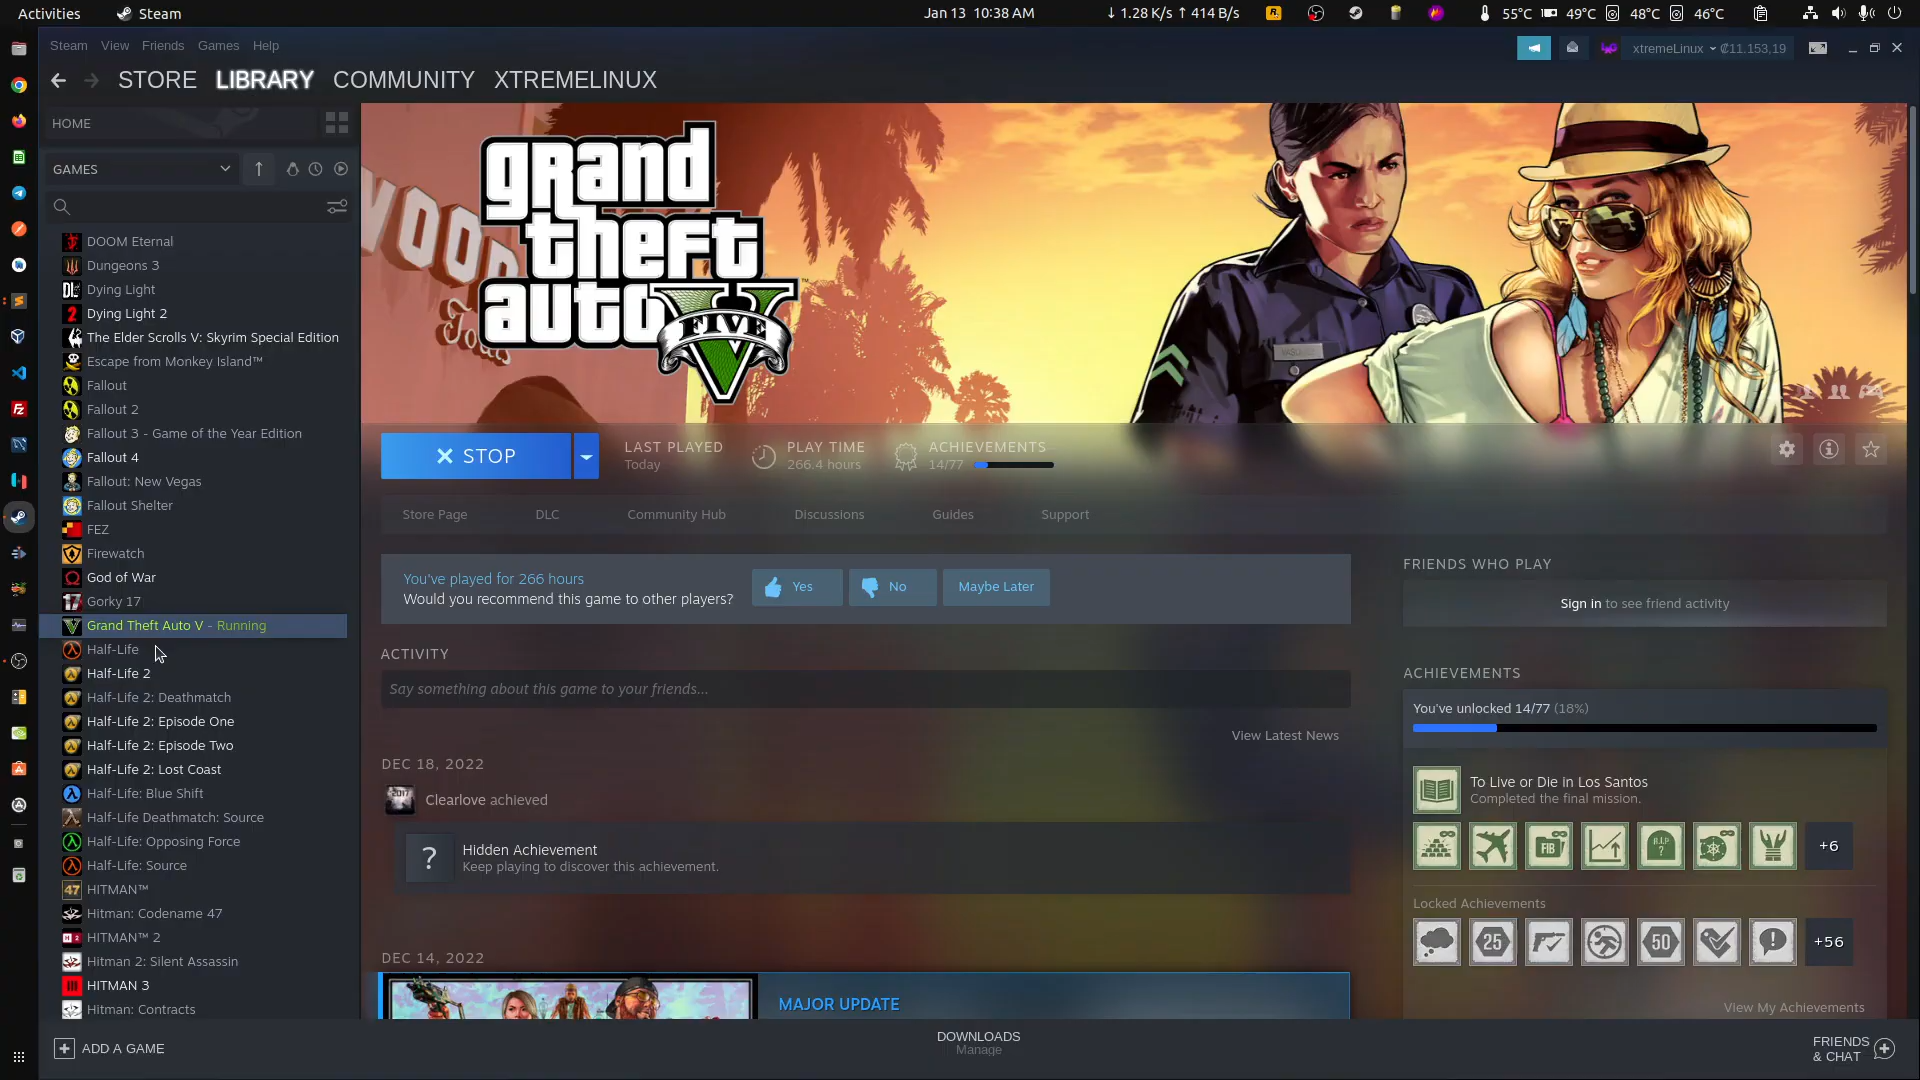 Activities
Steam
Jan 13 10:38 AM
↓ 1.28 K/s ↑ 414 B/s
55°C
49°C
48°C
46°C
Steam View Friends Games Help
xtremeLinux
₡11.153,19
STORE LIBRARY COMMUNITY XTREMELINUX
HOME
GAMES
DOOM Eternal
Dungeons 3
Dying Light
Dying Light 2
The Elder Scrolls V: Skyrim Special Edition
Escape from Monkey Island™
Fallout
Fallout 2
Fallout 3 - Game of the Year Edition
Fallout 4
Fallout: New Vegas
Fallout Shelter
FEZ
Firewatch
God of War
Gorky 17
Grand Theft Auto V - Running
Half-Life
Half-Life 2
Half-Life 2: Deathmatch
Half-Life 2: Episode One
Half-Life 2: Episode Two
Half-Life 2: Lost Coast
Half-Life: Blue Shift
Half-Life Deathmatch: Source
Half-Life: Opposing Force
Half-Life: Source
HITMAN™
Hitman: Codename 47
HITMAN™ 2
Hitman 2: Silent Assassin
HITMAN 3
Hitman: Contracts
ADD A GAME
grand
theft
auto V
FIVE
STOP
LAST PLAYED
Today
PLAY TIME
266.4 hours
ACHIEVEMENTS
14/77
Store Page DLC Community Hub Discussions Guides Support
You've played for 266 hours
Would you recommend this game to other players?
Yes
No
Maybe Later
ACTIVITY
Say something about this game to your friends...
View Latest News
DEC 18, 2022
Clearlove achieved
Hidden Achievement
Keep playing to discover this achievement.
DEC 14, 2022
MAJOR UPDATE
FRIENDS WHO PLAY
Sign in to see friend activity
ACHIEVEMENTS
You've unlocked 14/77 (18%)
To Live or Die in Los Santos
Completed the final mission.
FIB
R.I.P
?
+6
Locked Achievements
25
50
+56
View My Achievements
DOWNLOADS
Manage
FRIENDS
& CHAT